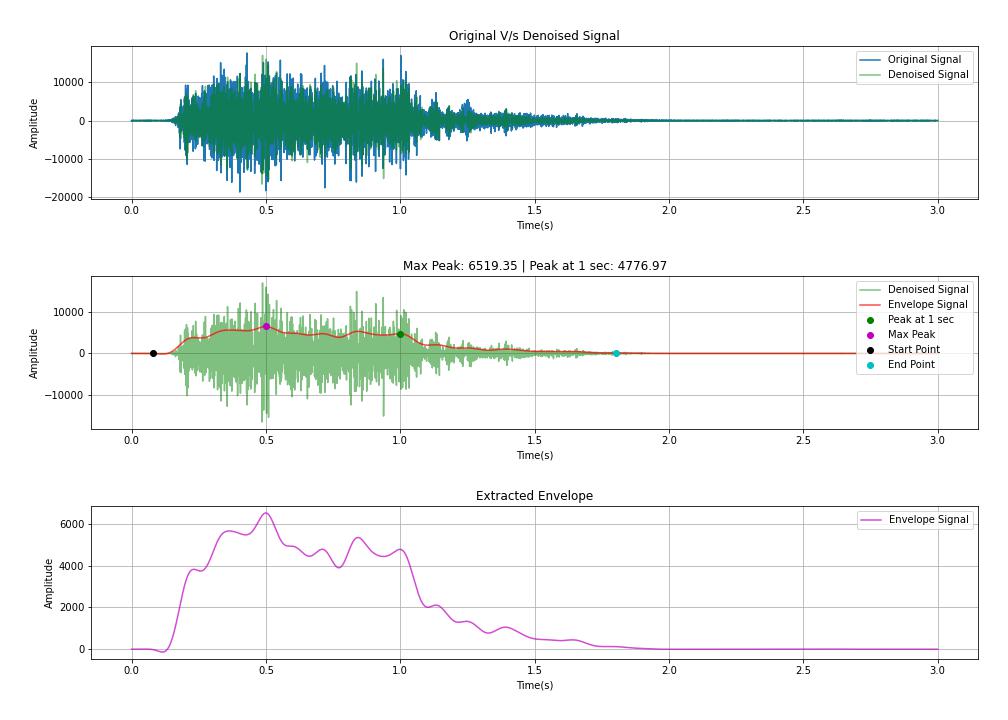 Original V/s Denoised Signal
Original Signal
Denoised Signal
Amplitude
10000
0
−10000
−20000
0.0 0.5 1.0 1.5 2.0 2.5 3.0
Time(s)
Max Peak: 6519.35 | Peak at 1 sec: 4776.97
Denoised Signal
Envelope Signal
Peak at 1 sec
Max Peak
Start Point
End Point
Amplitude
10000
0
−10000
0.0 0.5 1.0 1.5 2.0 2.5 3.0
Time(s)
Extracted Envelope
Envelope Signal
Amplitude
6000
4000
2000
0
0.0 0.5 1.0 1.5 2.0 2.5 3.0
Time(s)